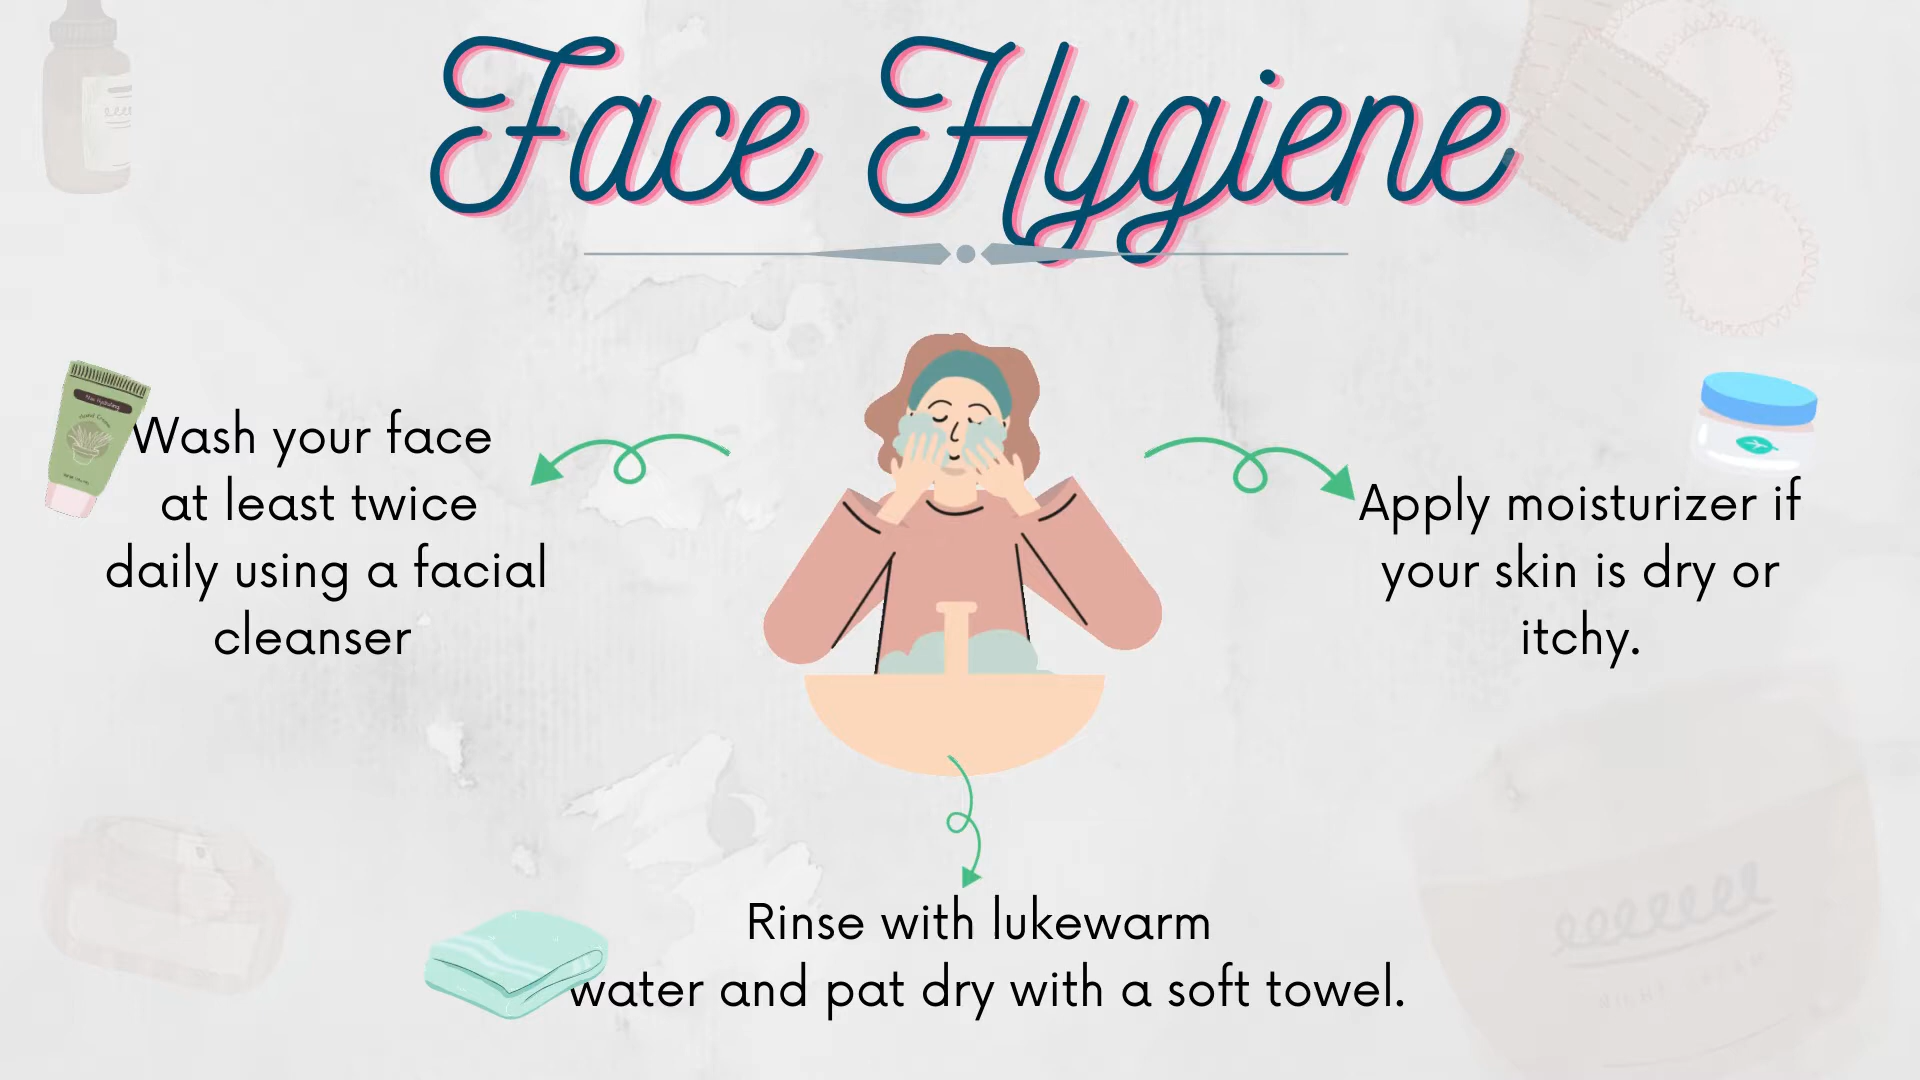 Face Hygiene
Wash your face
at least twice
daily using a facial
cleanser
Apply moisturizer if
your skin is dry or
itchy.
Rinse with lukewarm
water and pat dry with a soft towel.